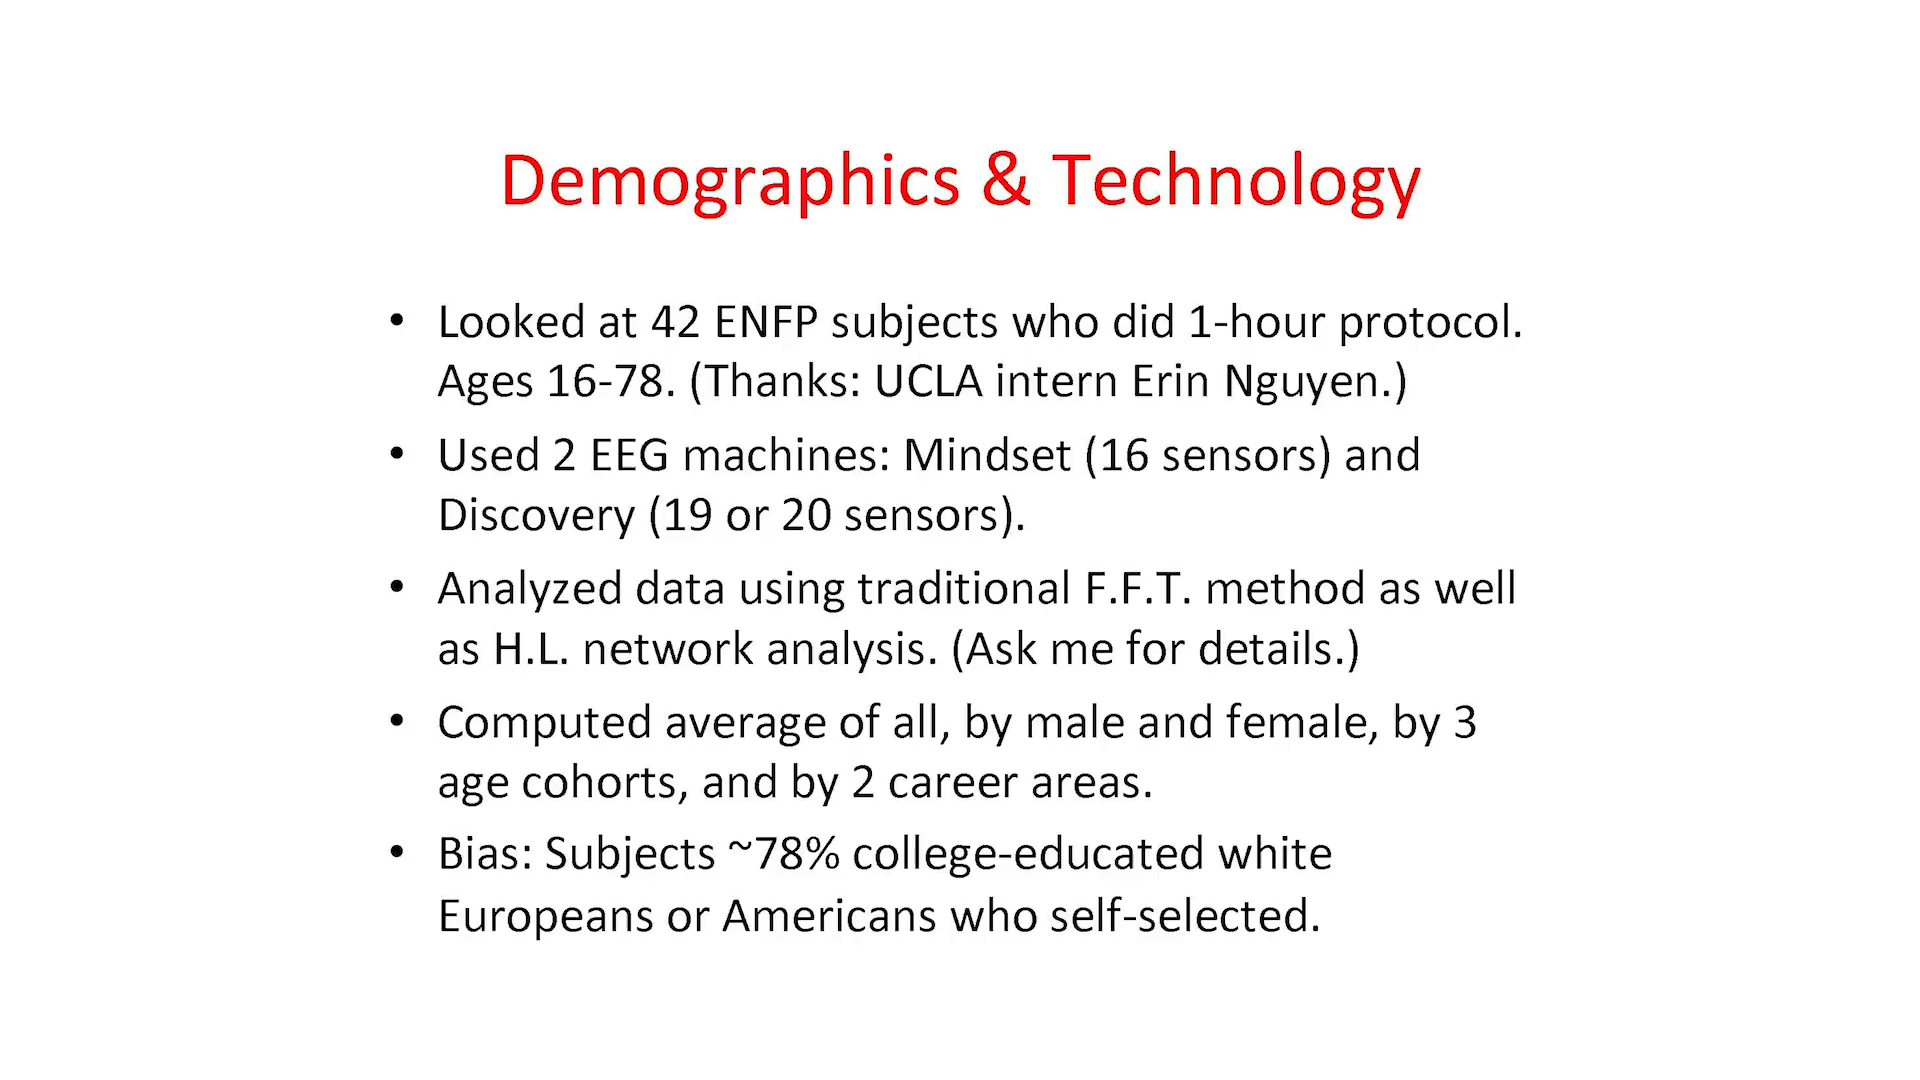 Demographics & Technology
• Looked at 42 ENFP subjects who did 1-hour protocol.
Ages 16-78. (Thanks: UCLA intern Erin Nguyen.)
• Used 2 EEG machines: Mindset (16 sensors) and
Discovery (19 or 20 sensors).
• Analyzed data using traditional F.F.T. method as well
as H.L. network analysis. (Ask me for details.)
• Computed average of all, by male and female, by 3
age cohorts, and by 2 career areas.
• Bias: Subjects ~78% college-educated white
Europeans or Americans who self-selected.